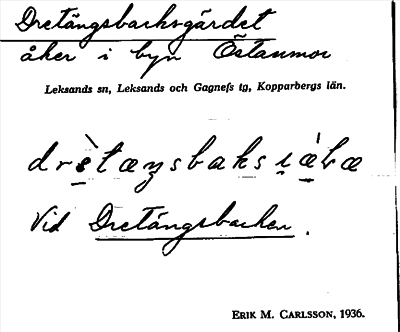 Dretängsbacksgärdet
åker i byn Östanmor
Leksands sn, Leksands och Gagnefs tg, Kopparbergs län.
Vid Dretängsbacken.
ERIK M. CARLSSON, 1936.